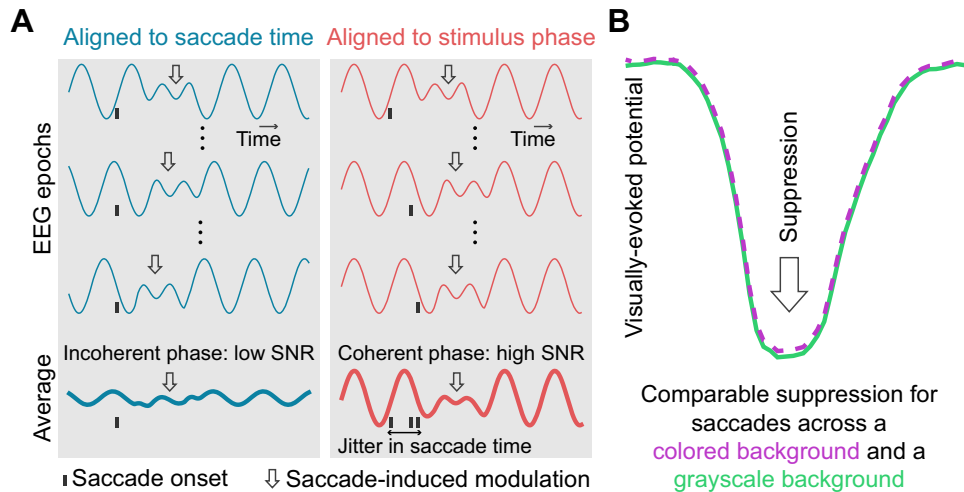 A
Aligned to saccade time
Aligned to stimulus phase
EEG epochs
Time
Time
Average
Incoherent phase: low SNR
Coherent phase: high SNR
Jitter in saccade time
Saccade onset
Saccade-induced modulation
B
Visually-evoked potential
Suppression
Comparable suppression for
saccades across a
colored background and a
grayscale background